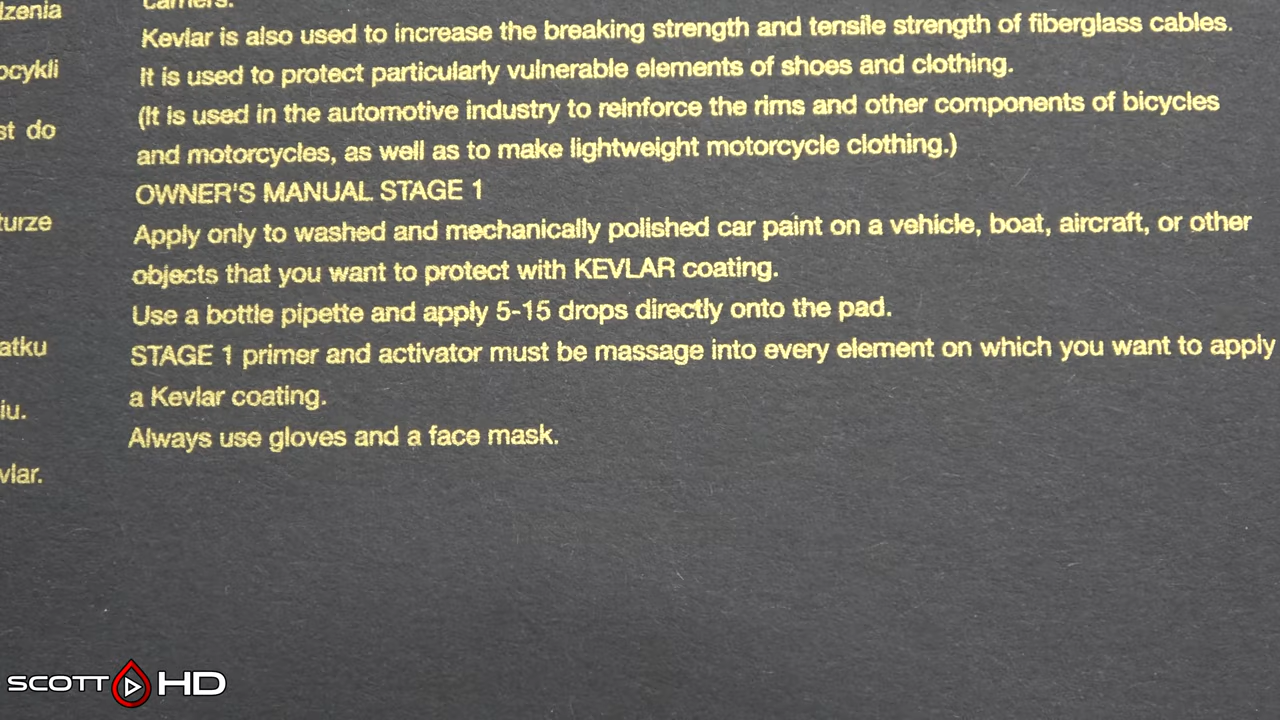 dzenia
ocykli
st do
turze
atku
iu.
vlar.
carriers.
Kevlar is also used to increase the breaking strength and tensile strength of fiberglass cables.
It is used to protect particularly vulnerable elements of shoes and clothing.
(It is used in the automotive industry to reinforce the rims and other components of bicycles
and motorcycles, as well as to make lightweight motorcycle clothing.)
OWNER'S MANUAL STAGE 1
Apply only to washed and mechanically polished car paint on a vehicle, boat, aircraft, or other
objects that you want to protect with KEVLAR coating.
Use a bottle pipette and apply 5-15 drops directly onto the pad.
STAGE 1 primer and activator must be massage into every element on which you want to apply
a Kevlar coating.
Always use gloves and a face mask.
SCOTT HD